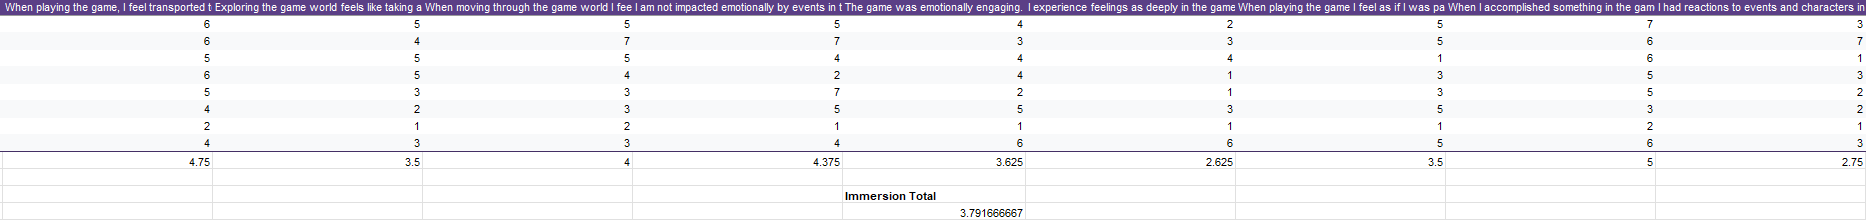 When playing the game, I feel transported t Exploring the game world feels like taking a When moving through the game world I fee I am not impacted emotionally by events in t The game was emotionally engaging. I experience feelings as deeply in the game When playing the game I feel as if I was pa When I accomplished something in the gam I had reactions to events and characters in
6 5 5 5 4 2 5 7 3
6 4 7 7 3 3 5 6 7
5 5 5 4 4 4 1 6 1
6 5 4 2 4 1 3 5 3
5 3 3 7 2 1 3 5 2
4 2 3 5 5 3 5 3 2
2 1 2 1 1 1 1 2 1
4 3 3 4 6 6 5 6 3
4.75 3.5 4 4.375 3.625 2.625 3.5 5 2.75
Immersion Total
3.791666667